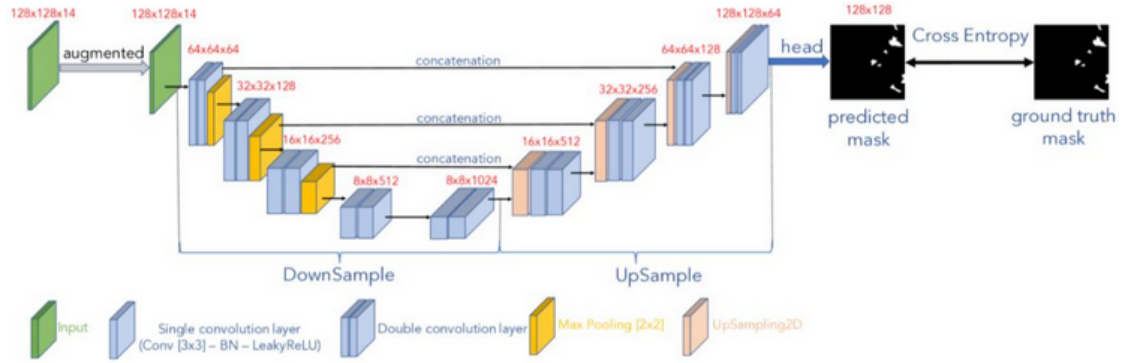 128x128x14
128x128x14
128x128x64
128x128
augmented
64x64x64
concatenation
64x64x128
head
Cross Entropy
32x32x128
concatenation
32x32x256
predicted
mask
ground truth
mask
16x16x256
concatenation
16x16x512
8x8x512
8x8x1024
DownSample
UpSample
Input
Single convolution layer
(Conv [3x3] – BN – LeakyReLU)
Double convolution layer
Max Pooling [2x2]
UpSampling2D